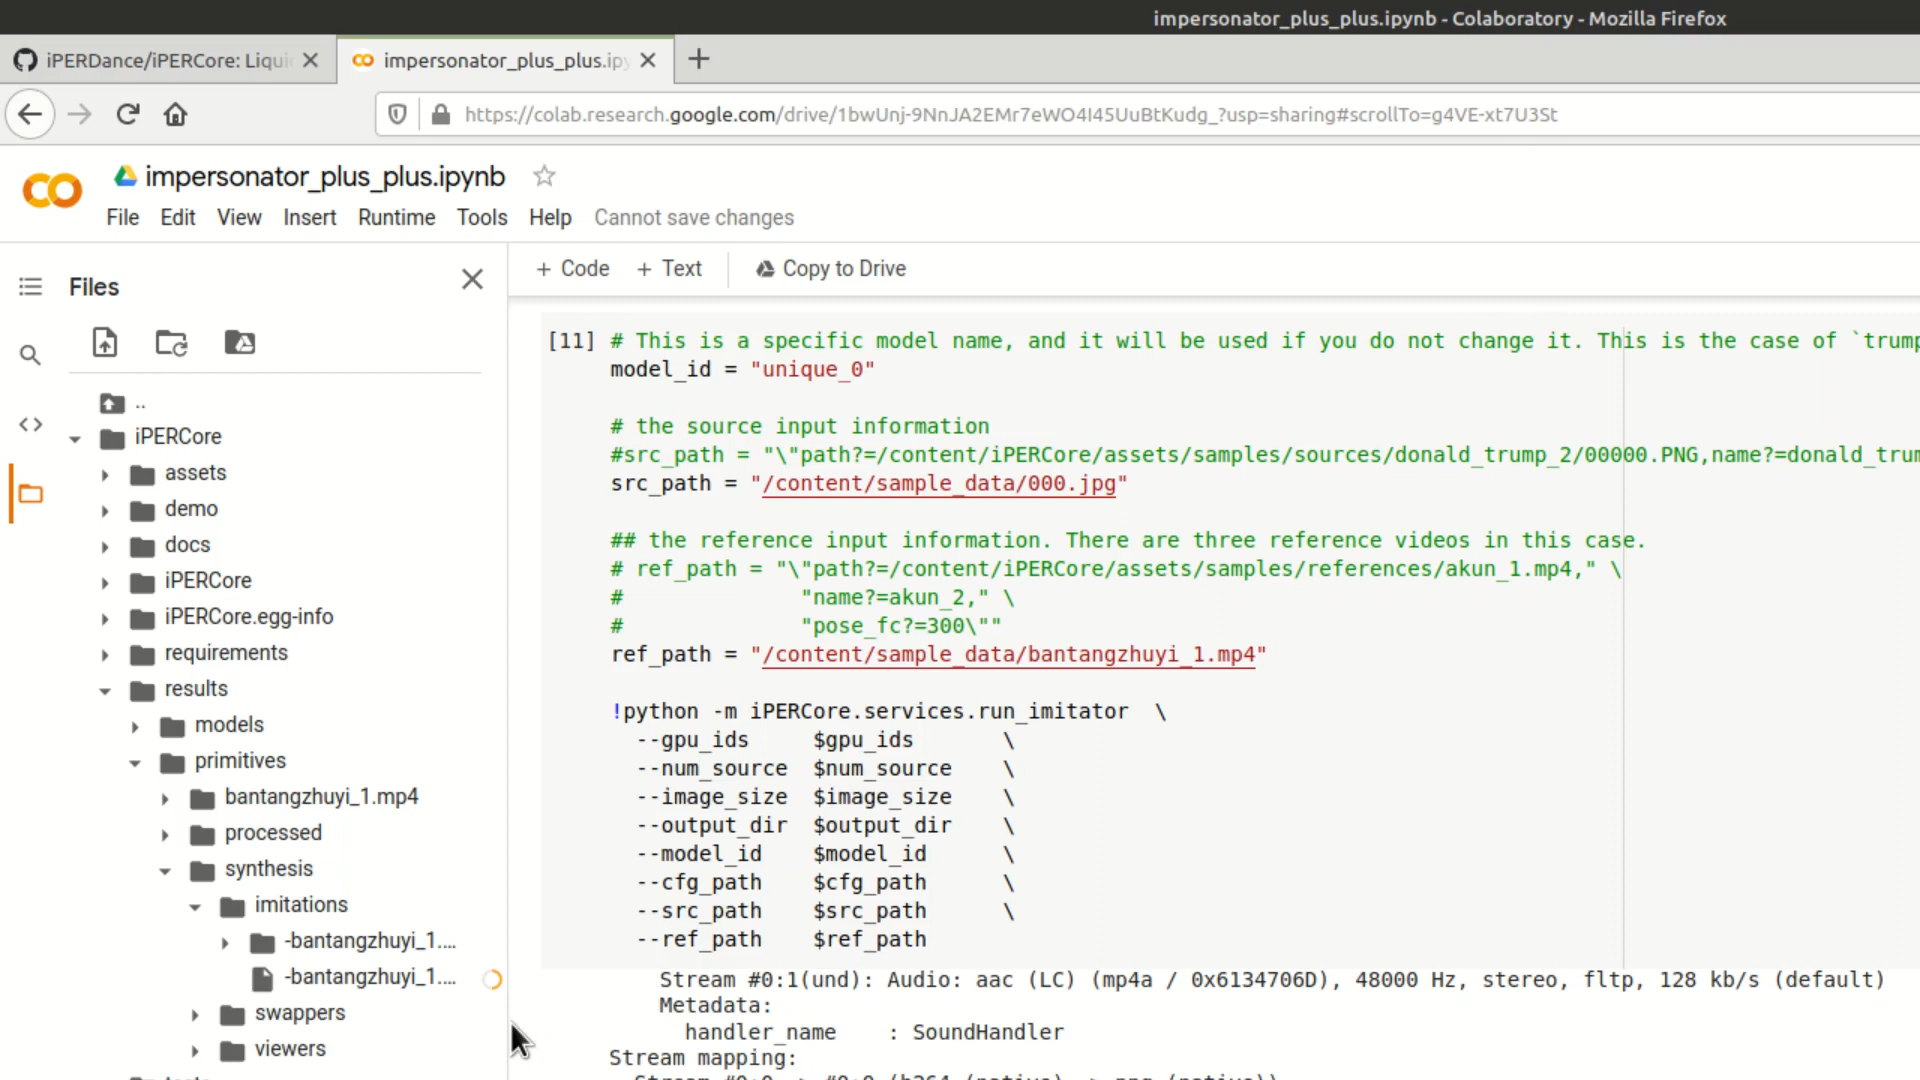 impersonator_plus_plus.ipynb - Colaboratory - Mozilla Firefox
iPERDance/iPERCore: Liqui
impersonator_plus_plus.ipy
https://colab.research.google.com/drive/1bwUnj-9NnJA2EMr7eWO4I45UuBtKudg_?usp=sharing#scrollTo=g4VE-xt7U3St
impersonator_plus_plus.ipynb
File Edit View Insert Runtime Tools Help Cannot save changes
Files
+ Code + Text Copy to Drive
..
iPERCore
assets
demo
docs
iPERCore
iPERCore.egg-info
requirements
results
models
primitives
bantangzhuyi_1.mp4
processed
synthesis
imitations
-bantangzhuyi_1....
-bantangzhuyi_1....
swappers
viewers
[11] # This is a specific model name, and it will be used if you do not change it. This is the case of `trump
model_id = "unique_0"
# the source input information
#src_path = "\"path?=/content/iPERCore/assets/samples/sources/donald_trump_2/00000.PNG,name?=donald_trum
src_path = "/content/sample_data/000.jpg"
## the reference input information. There are three reference videos in this case.
# ref_path = "\"path?=/content/iPERCore/assets/samples/references/akun_1.mp4," \
# "name?=akun_2," \
# "pose_fc?=300\""
ref_path = "/content/sample_data/bantangzhuyi_1.mp4"
!python -m iPERCore.services.run_imitator \
--gpu_ids $gpu_ids \
--num_source $num_source \
--image_size $image_size \
--output_dir $output_dir \
--model_id $model_id \
--cfg_path $cfg_path \
--src_path $src_path \
--ref_path $ref_path
Stream #0:1(und): Audio: aac (LC) (mp4a / 0x6134706D), 48000 Hz, stereo, fltp, 128 kb/s (default)
Metadata:
handler_name : SoundHandler
Stream mapping: